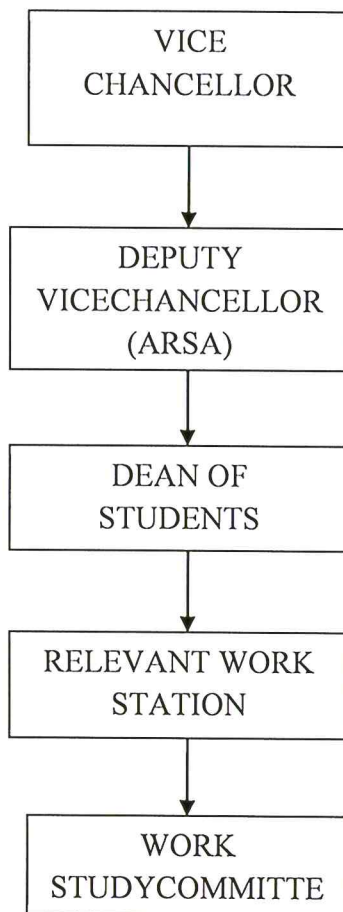 VICE
CHANCELLOR
DEPUTY
VICECHANCELLOR
(ARSA)
DEAN OF
STUDENTS
RELEVANT WORK
STATION
WORK
STUDYCOMMITTE